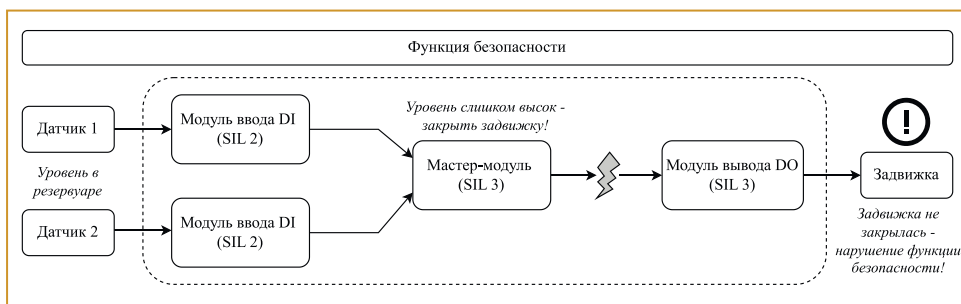 Функция безопасности
Датчик 1
Модуль ввода DI
(SIL 2)
Уровень слишком высок -
закрыть задвижку!
Уровень в
резервуаре
Мастер-модуль
(SIL 3)
Модуль вывода DO
(SIL 3)
Задвижка
Датчик 2
Модуль ввода DI
(SIL 2)
Задвижка не
закрылась -
нарушение функции
безопасности!